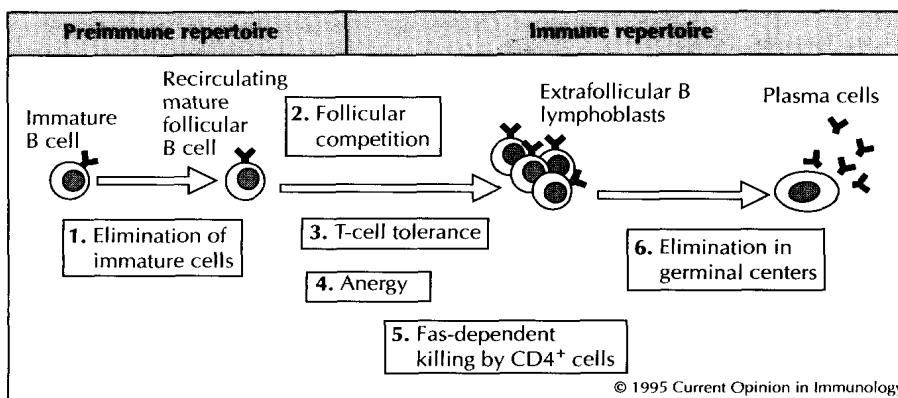 Preimmune repertoire
Immune repertoire
Immature
B cell
Recirculating
mature
follicular
B cell
2. Follicular
competition
Extrafollicular B
lymphoblasts
Plasma cells
1. Elimination of
immature cells
3. T-cell tolerance
4. Anergy
5. Fas-dependent
killing by CD4⁺ cells
6. Elimination in
germinal centers
© 1995 Current Opinion in Immunology